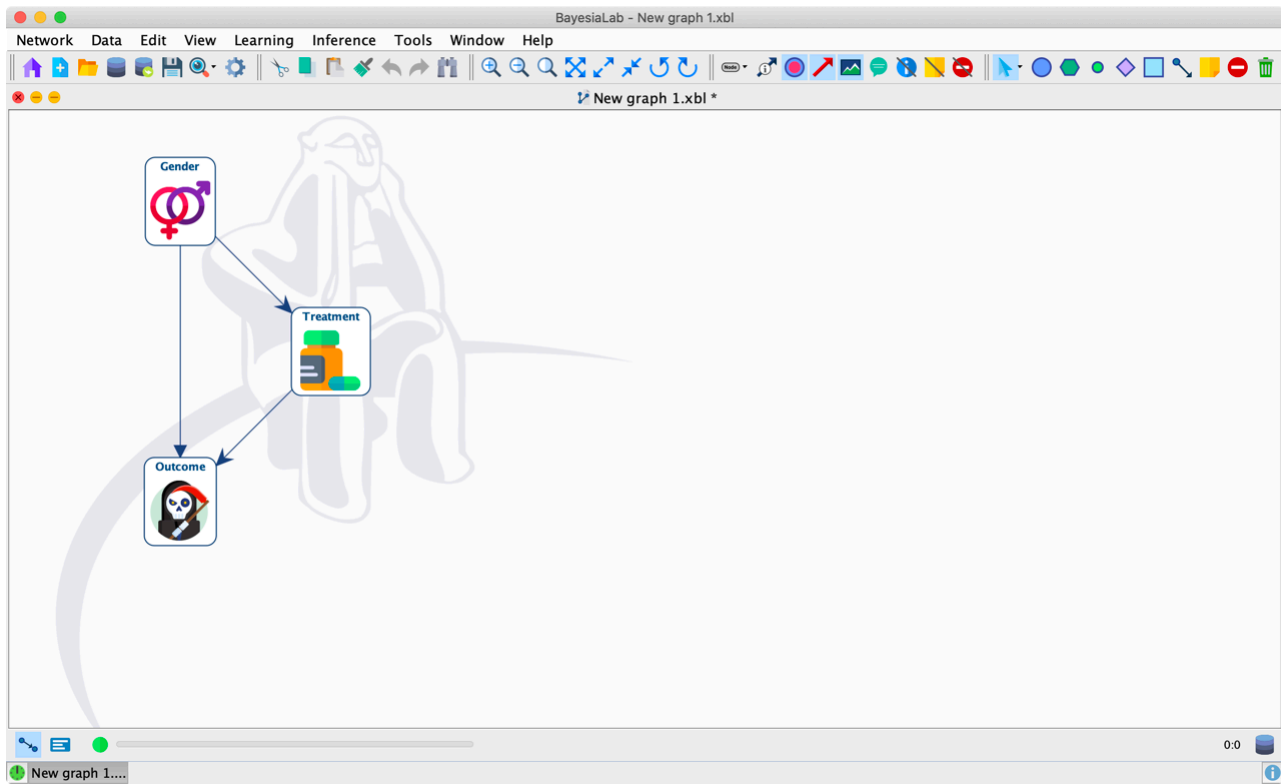 BayesiaLab - New graph 1.xbl
Network Data Edit View Learning Inference Tools Window Help
New graph 1.xbl *
Gender
Treatment
Outcome
0:0
New graph 1....